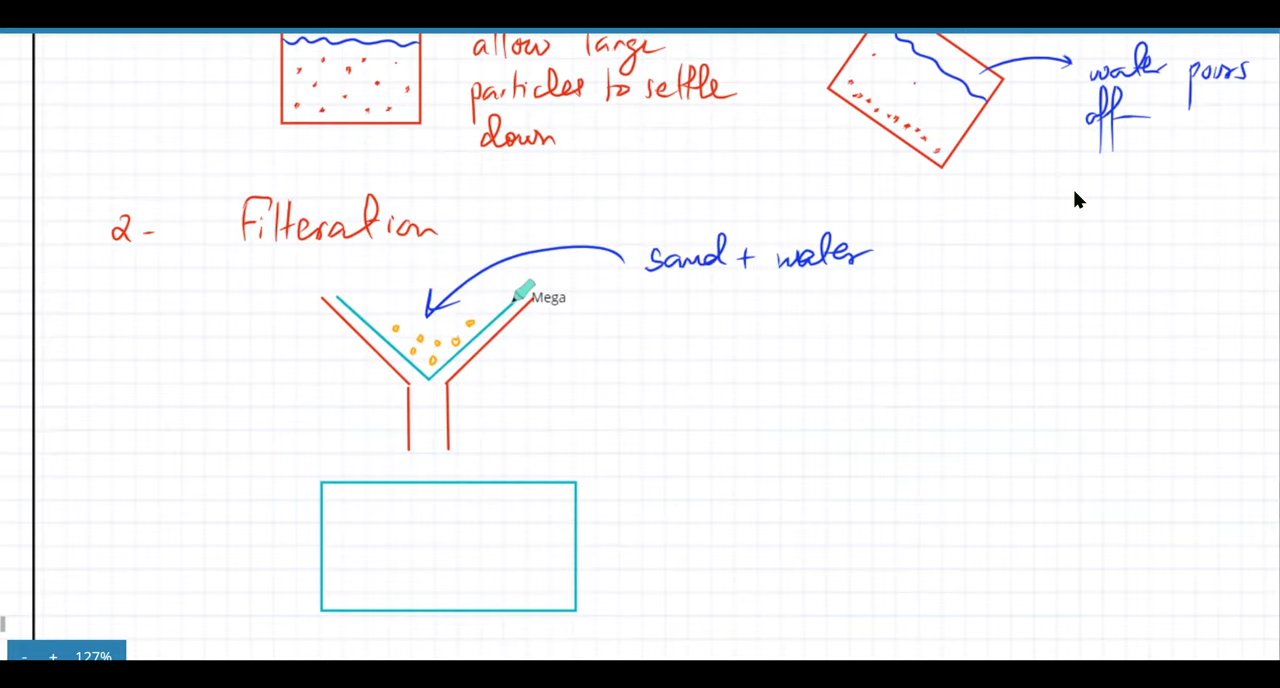 allow large
particles to settle
down
water pours
off
2- Filteration
sand + water
Mega
- + 127%